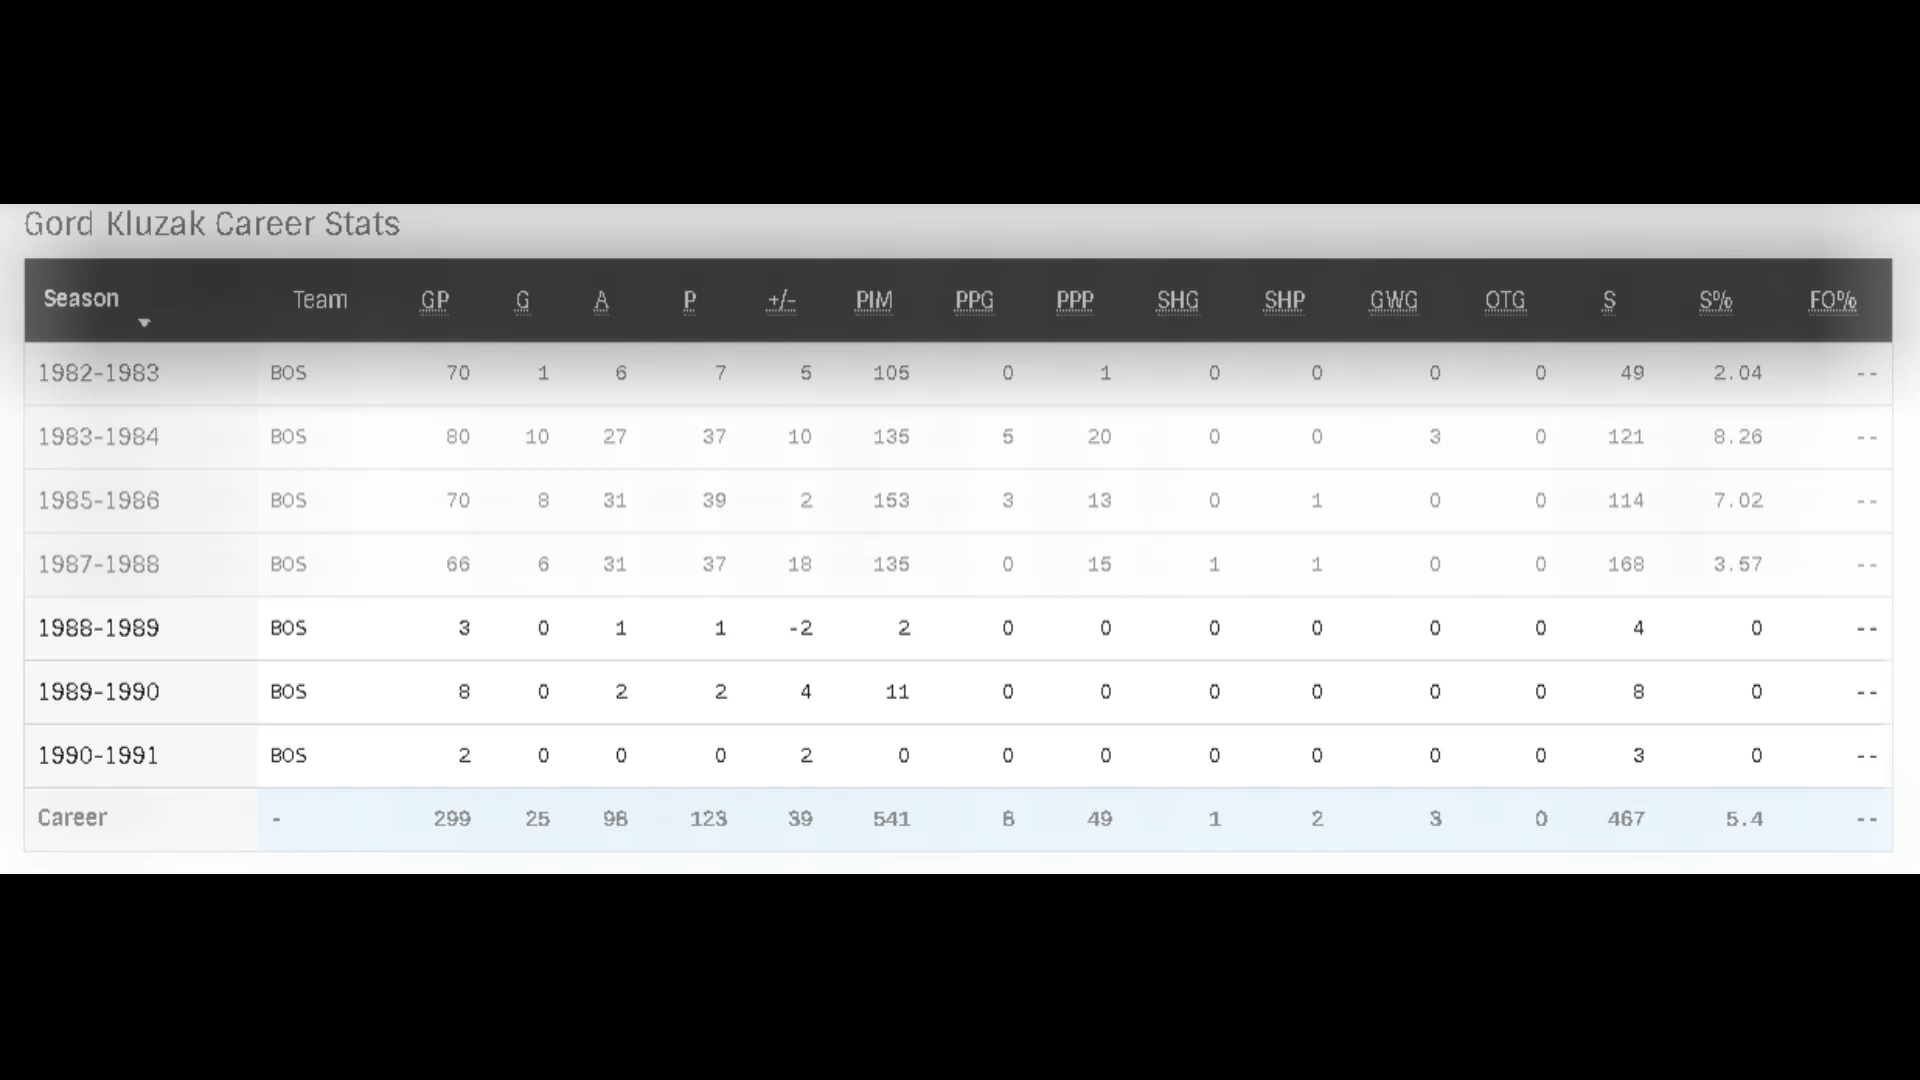 Gord Kluzak Career Stats
Season Team GP G A P +/- PIM PPG PPP SHG SHP GWG OTG S S% FO%
1982-1983 BOS 70 1 6 7 5 105 0 1 0 0 0 0 49 2.04 --
1983-1984 BOS 80 10 27 37 10 135 5 20 0 0 3 0 121 8.26 --
1985-1986 BOS 70 8 31 39 2 153 3 13 0 1 0 0 114 7.02 --
1987-1988 BOS 66 6 31 37 18 135 0 15 1 1 0 0 168 3.57 --
1988-1989 BOS 3 0 1 1 -2 2 0 0 0 0 0 0 4 0 --
1989-1990 BOS 8 0 2 2 4 11 0 0 0 0 0 0 8 0 --
1990-1991 BOS 2 0 0 0 2 0 0 0 0 0 0 0 3 0 --
Career - 299 25 98 123 39 541 8 49 1 2 3 0 467 5.4 --